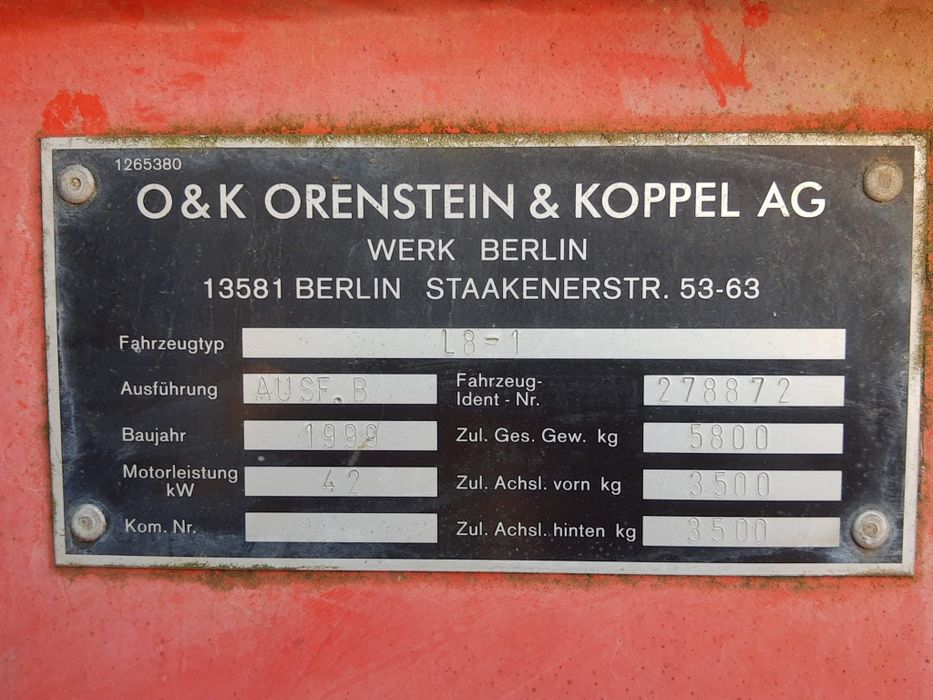 1265380
O & K ORENSTEIN & KOPPEL AG
WERK BERLIN
13581 BERLIN STAAKENERSTR. 53-63
Fahrzeugtyp L8-1
Ausführung AUSF.B Fahrzeug-Ident - Nr. 278872
Baujahr 1999 Zul. Ges. Gew. kg 5800
Motorleistung kW 42 Zul. Achsl. vorn kg 3500
Kom. Nr. Zul. Achsl. hinten kg 3500